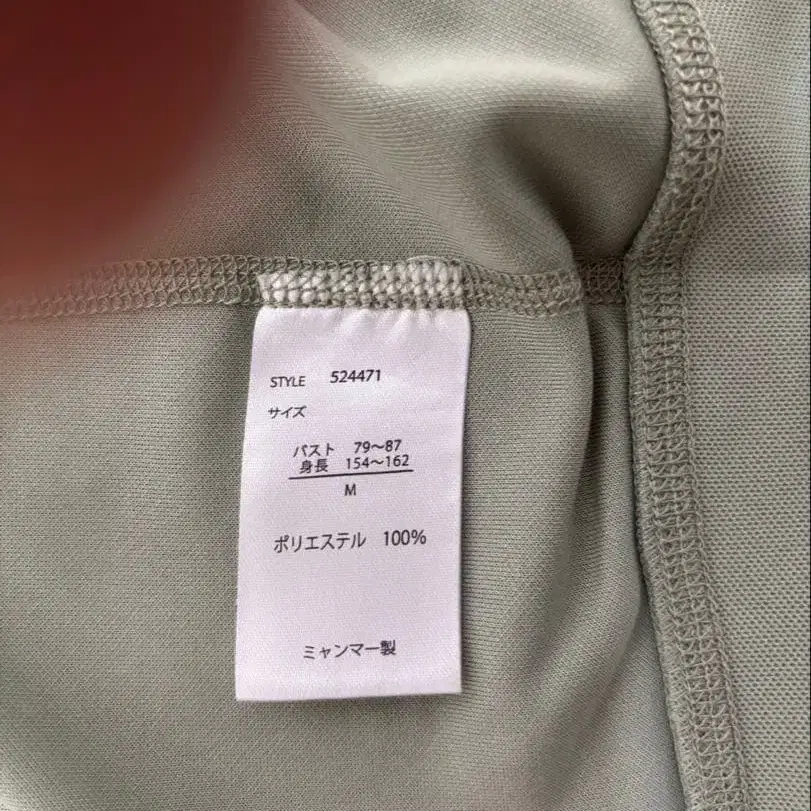 STYLE 524471
サイズ
バスト 79～87
身長 154～162
M
ポリエステル 100%
ミャンマー製